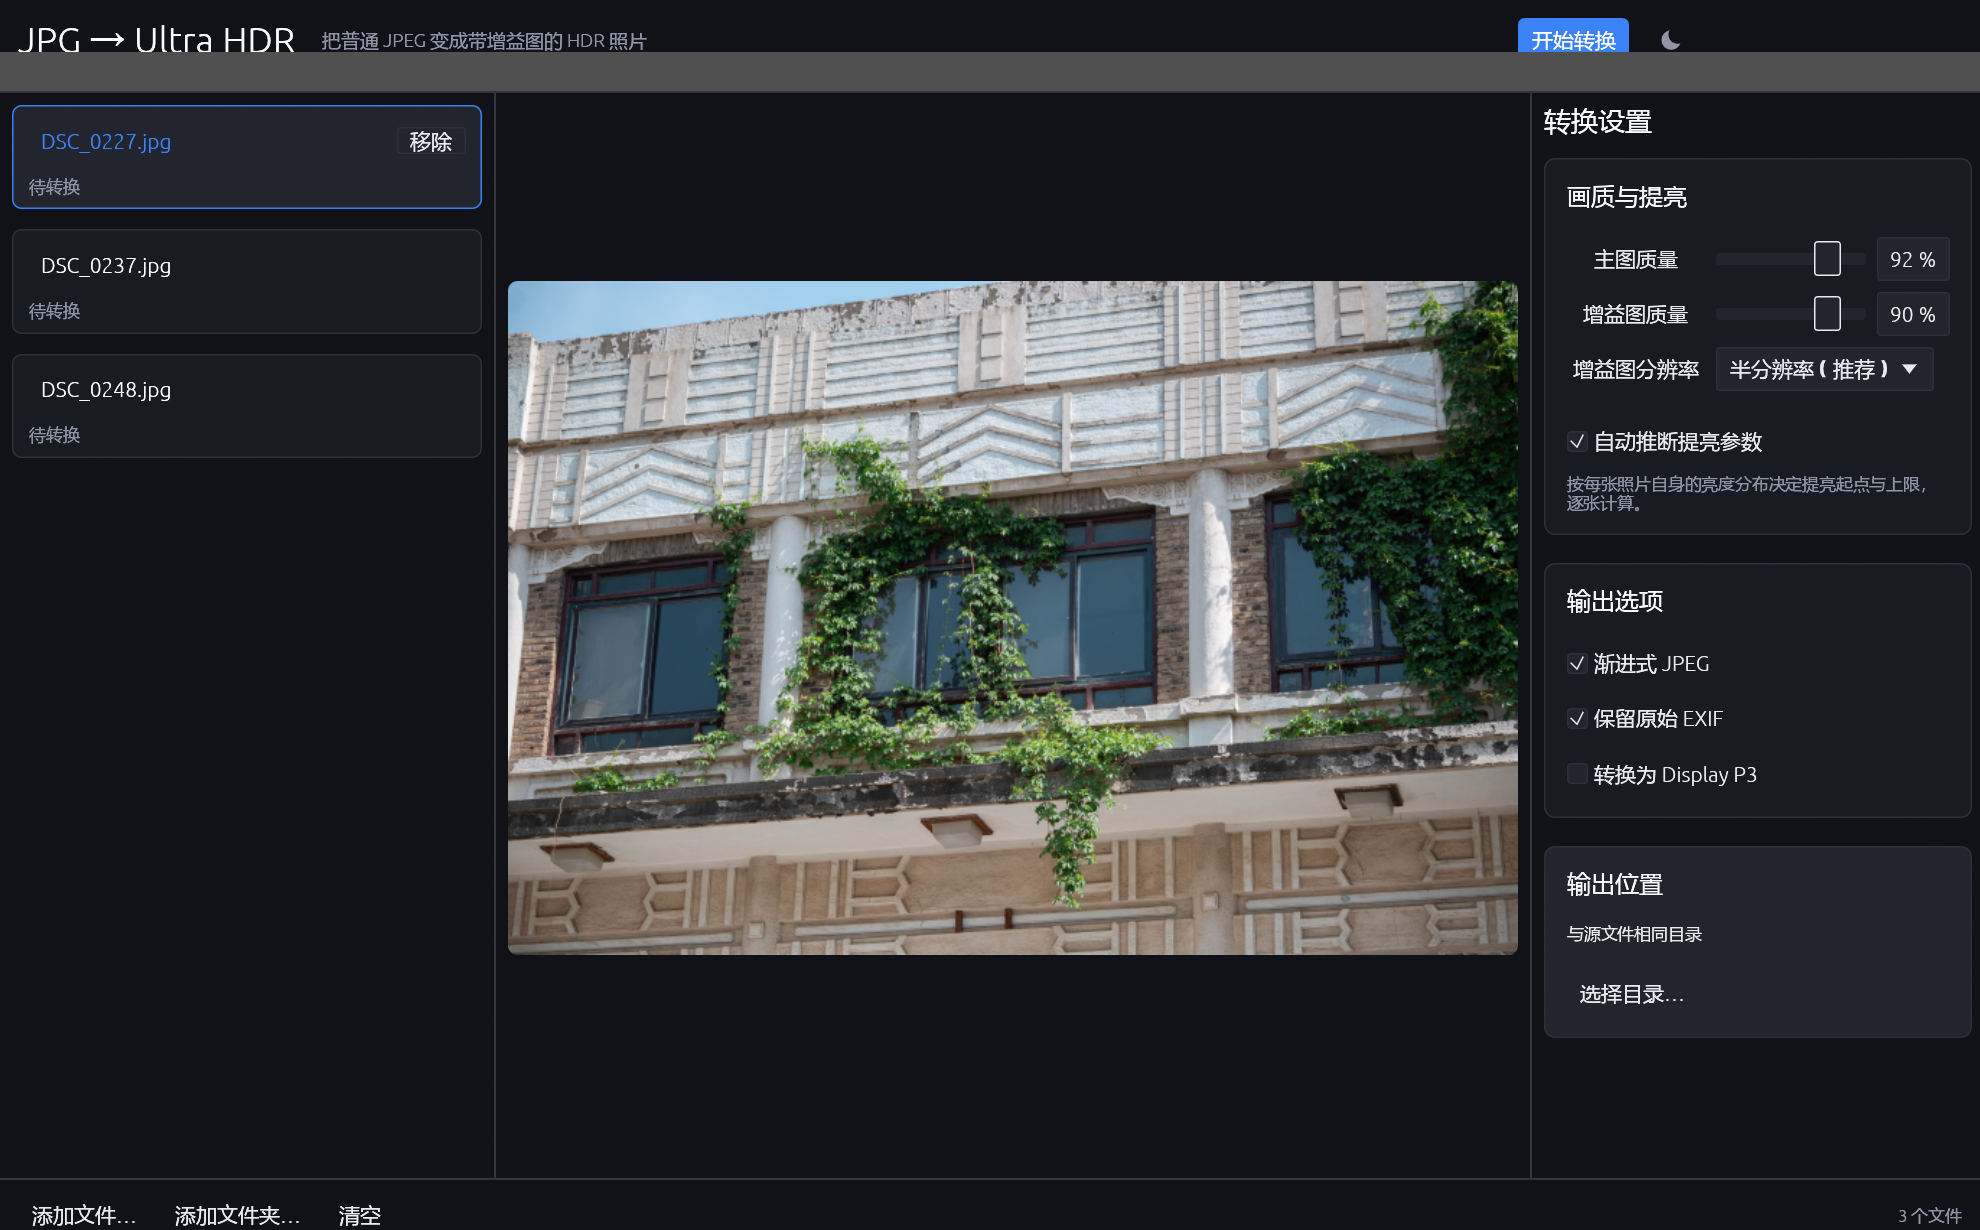 JPG → Ultra HDR
把普通 JPEG 变成带增益图的 HDR 照片
开始转换
DSC_0227.jpg
移除
待转换
DSC_0237.jpg
待转换
DSC_0248.jpg
待转换
转换设置
画质与提亮
主图质量
92 %
增益图质量
90 %
增益图分辨率
半分辨率（推荐）
自动推断提亮参数
按每张照片自身的亮度分布决定提亮起点与上限，
逐张计算。
输出选项
渐进式 JPEG
保留原始 EXIF
转换为 Display P3
输出位置
与源文件相同目录
选择目录...
添加文件...
添加文件夹...
清空
3 个文件